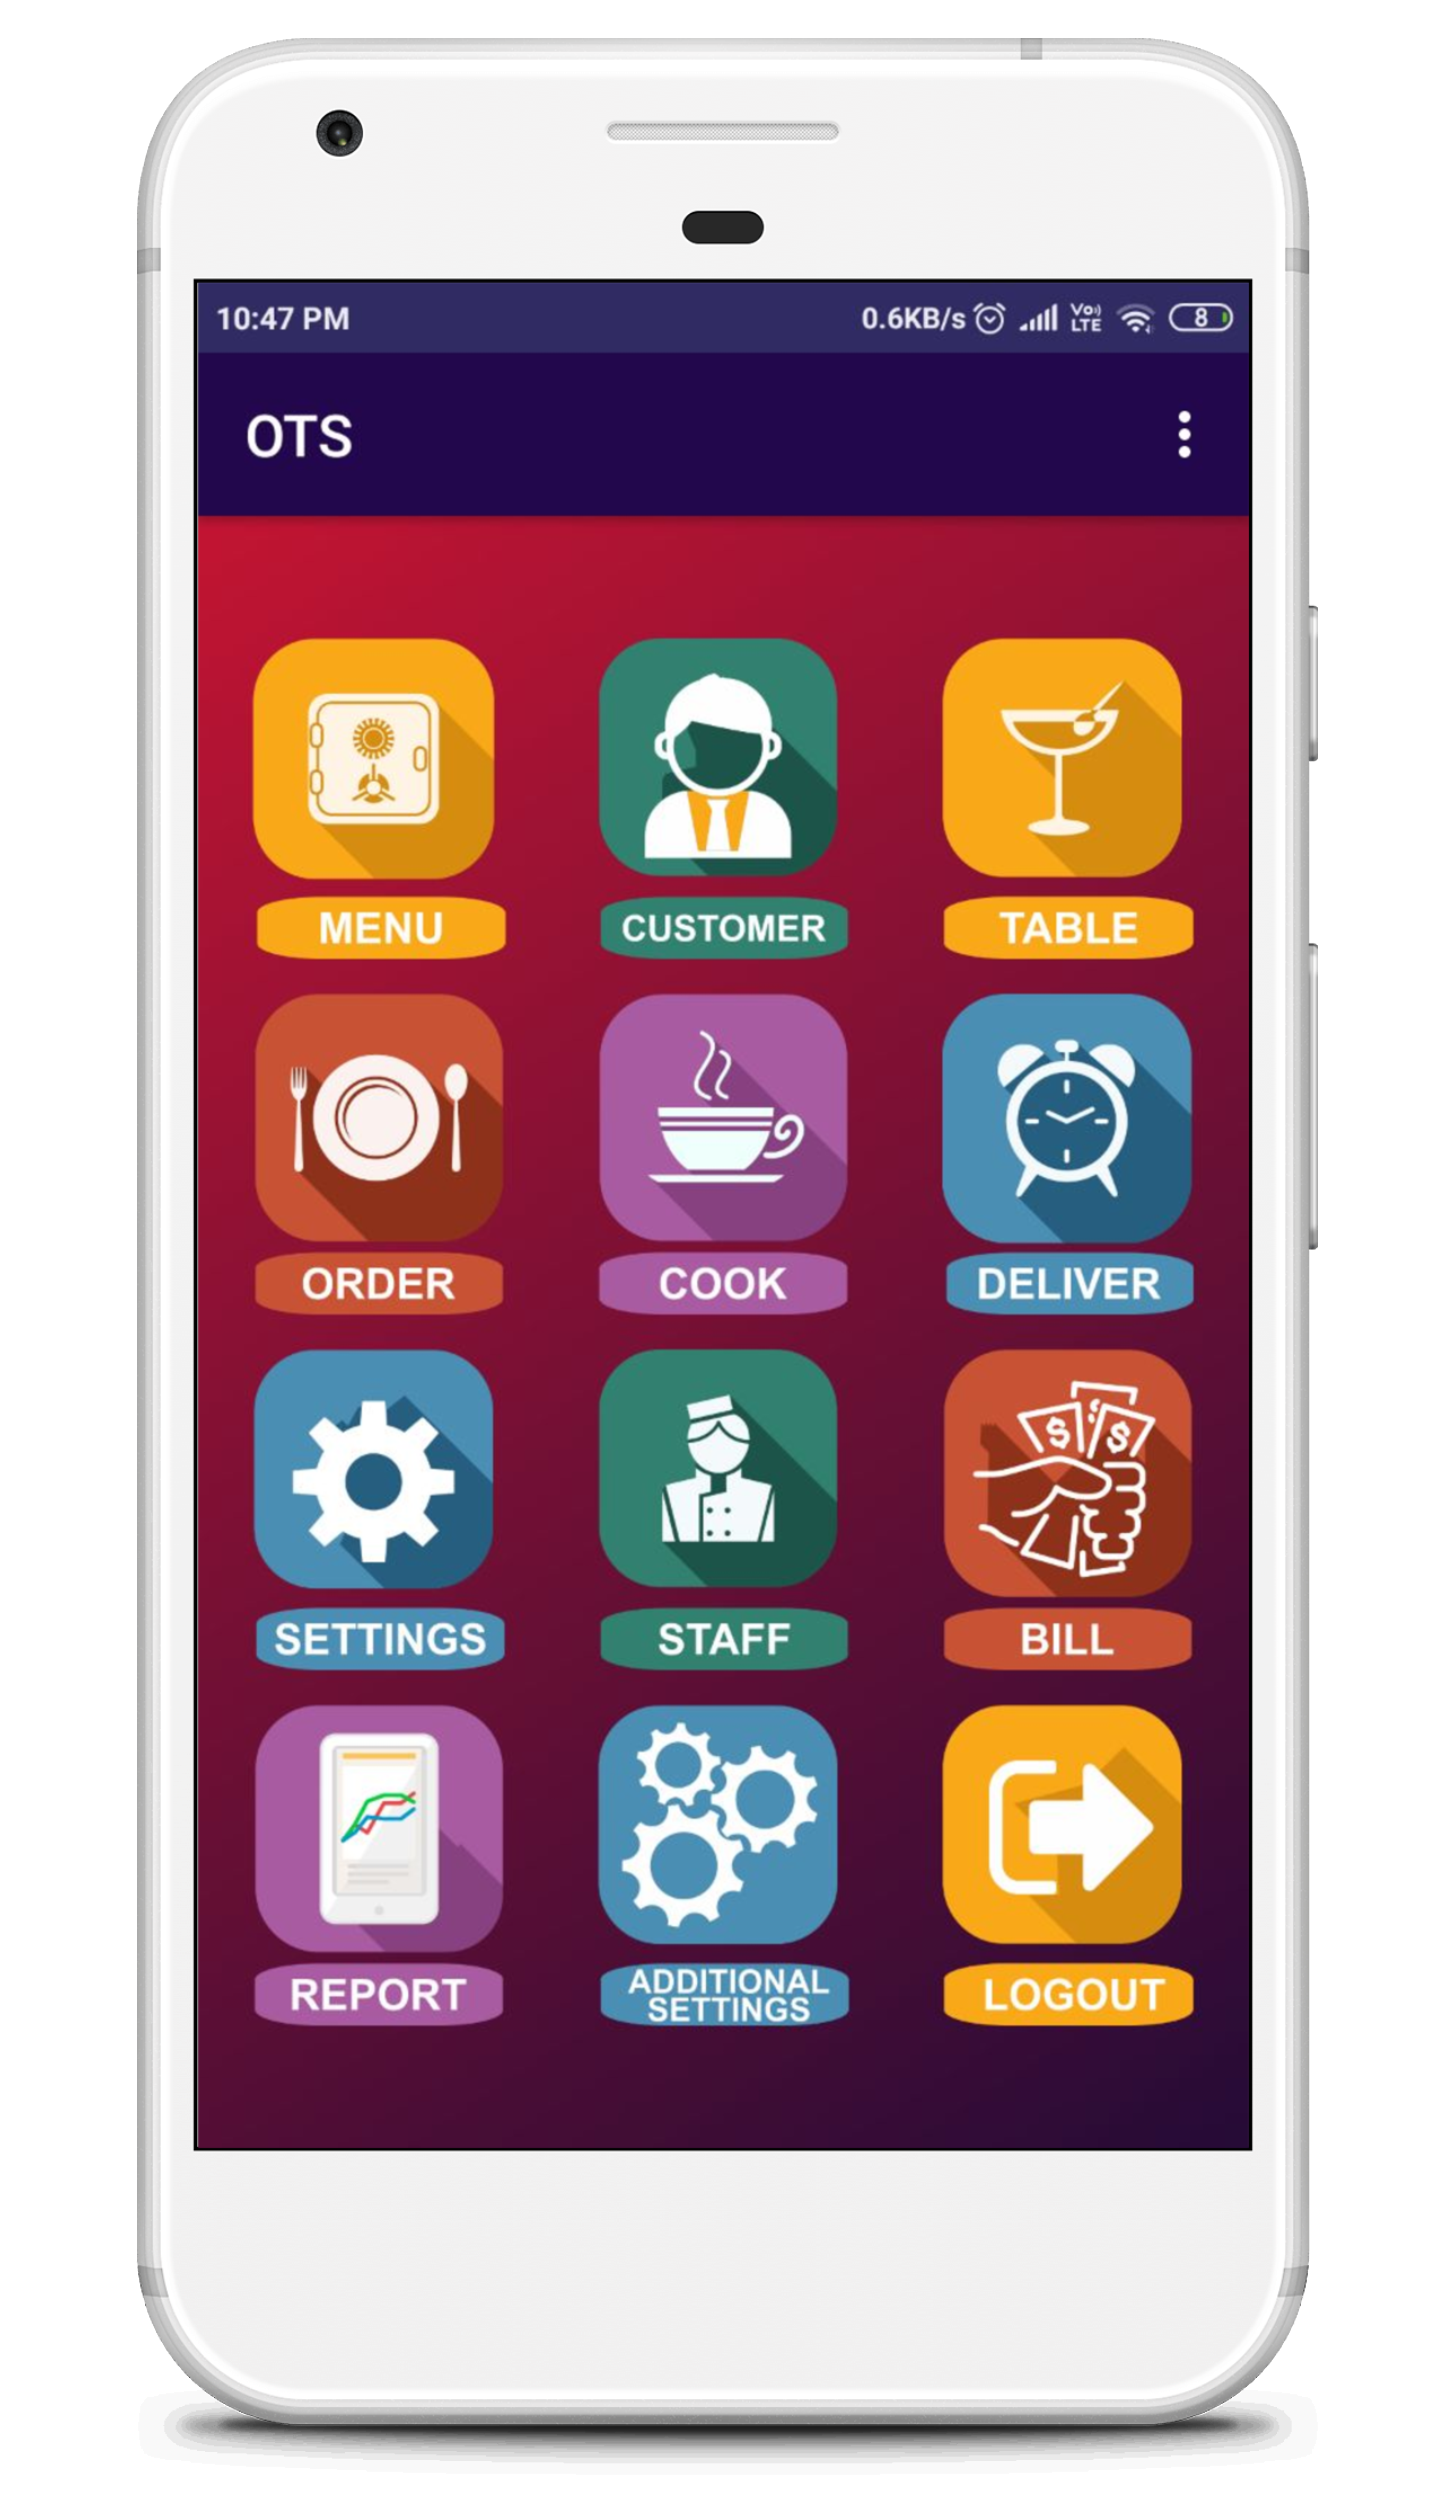 10:47 PM 0.6KB/s Vo) LTE 8
OTS
MENU CUSTOMER TABLE
ORDER COOK DELIVER
$ $
SETTINGS STAFF BILL
REPORT ADDITIONAL SETTINGS LOGOUT